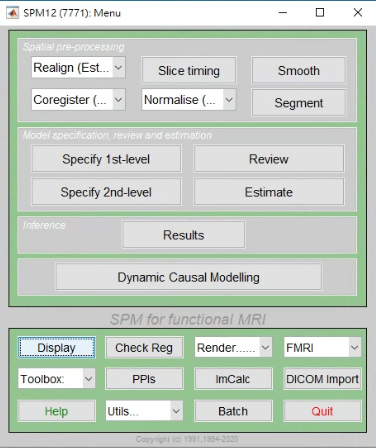 SPM12 (7771): Menu
Spatial pre-processing
Realign (Est... Slice timing Smooth
Coregister (... Normalise (... Segment
Model specification, review and estimation
Specify 1st-level Review
Specify 2nd-level Estimate
Inference
Results
Dynamic Causal Modelling
SPM for functional MRI
Display Check Reg Render...... FMRI
Toolbox: PPIs ImCalc DICOM Import
Help Utils... Batch Quit
Copyright (c) 1991,1994-2020